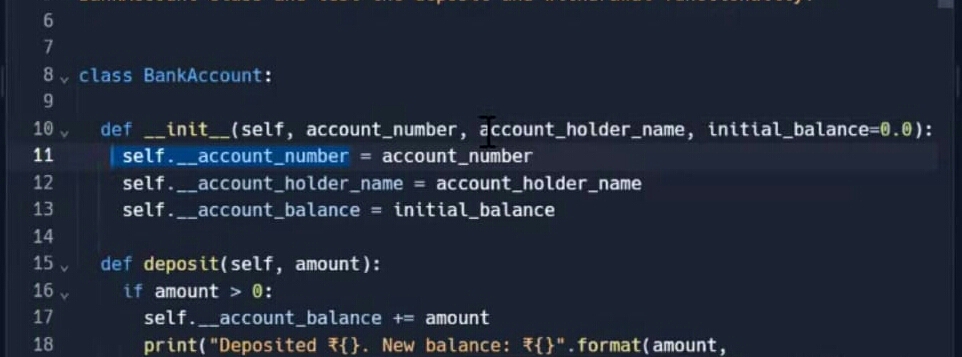 6
7
8 class BankAccount:
9
10 def __init__(self, account_number, account_holder_name, initial_balance=0.0):
11 self.__account_number = account_number
12 self.__account_holder_name = account_holder_name
13 self.__account_balance = initial_balance
14
15 def deposit(self, amount):
16 if amount > 0:
17 self.__account_balance += amount
18 print("Deposited ₹{}. New balance: ₹{}".format(amount,